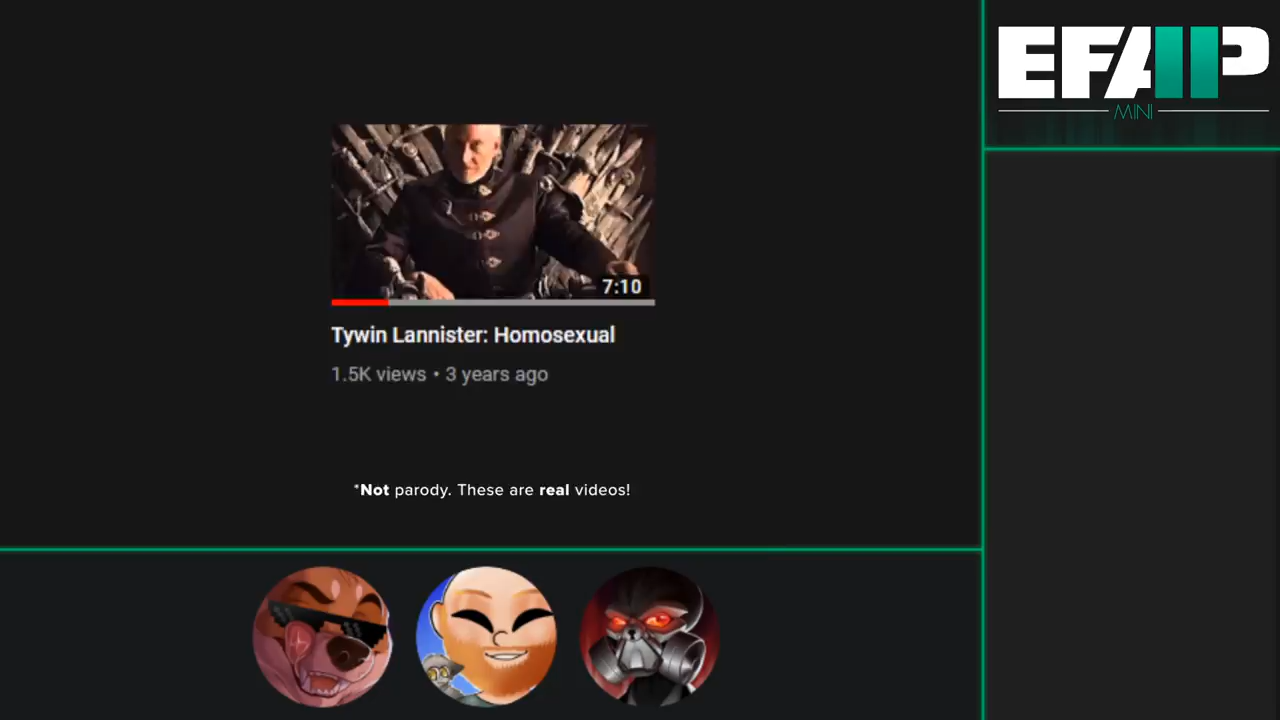 EFAP
MINI
7:10
Tywin Lannister: Homosexual
1.5K views • 3 years ago
*Not parody. These are real videos!